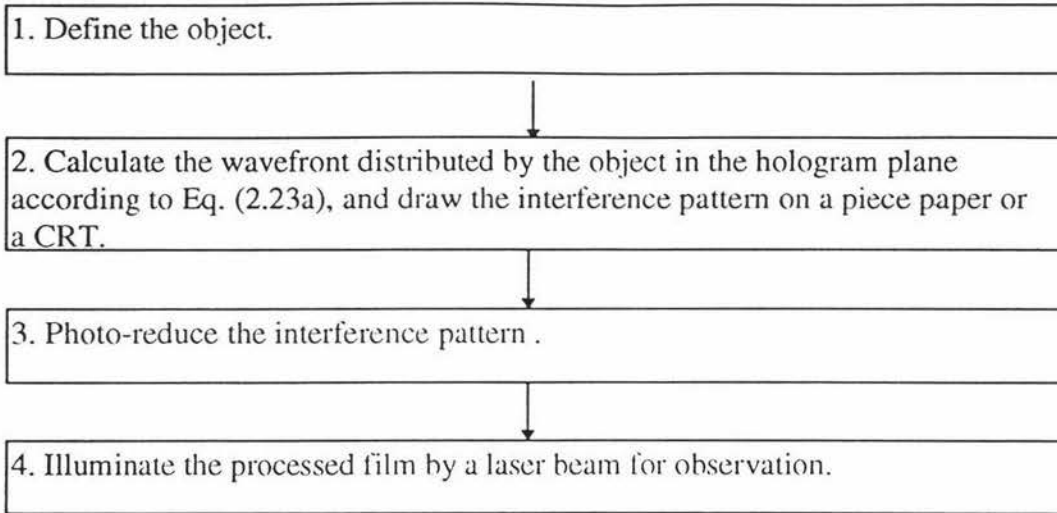 1. Define the object.
2. Calculate the wavefront distributed by the object in the hologram plane
according to Eq. (2.23a), and draw the interference pattern on a piece paper or
a CRT.
3. Photo-reduce the interference pattern .
4. Illuminate the processed film by a laser beam for observation.